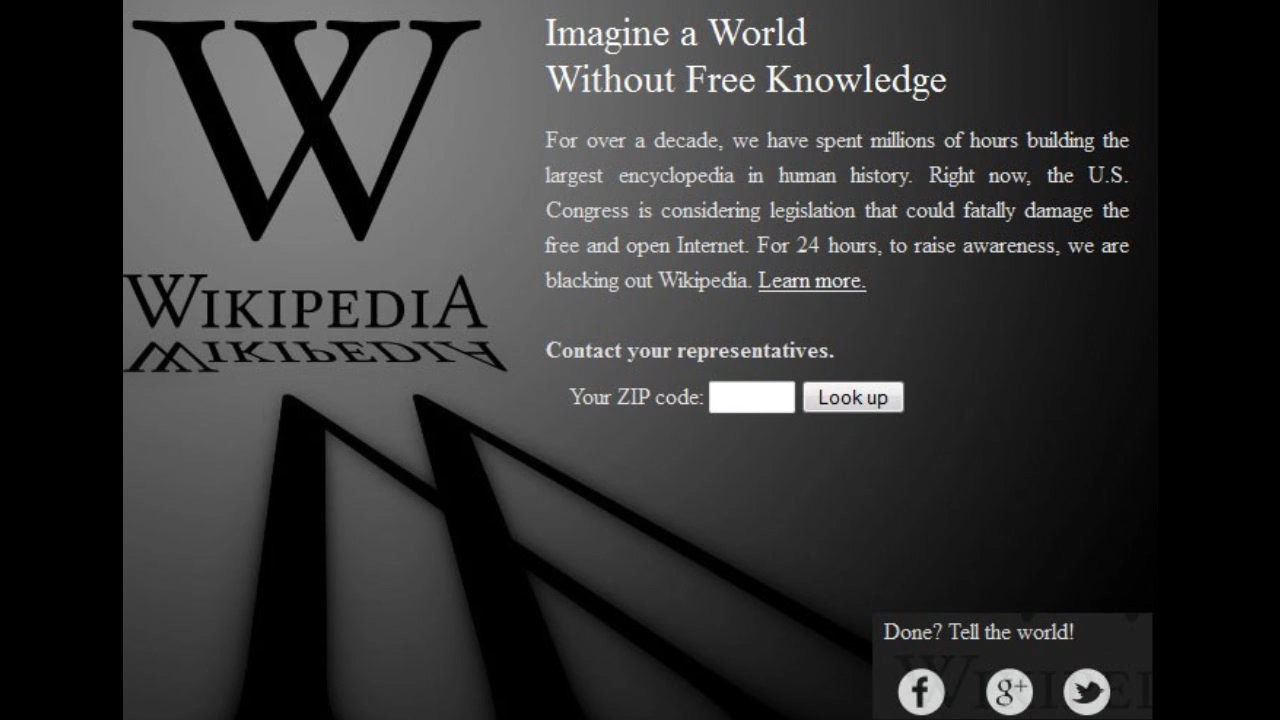 W
WIKIPEDIA
Imagine a World
Without Free Knowledge
For over a decade, we have spent millions of hours building the
largest encyclopedia in human history. Right now, the U.S.
Congress is considering legislation that could fatally damage the
free and open Internet. For 24 hours, to raise awareness, we are
blacking out Wikipedia. Learn more.
Contact your representatives.
Your ZIP code: Look up
Done? Tell the world!
f g+